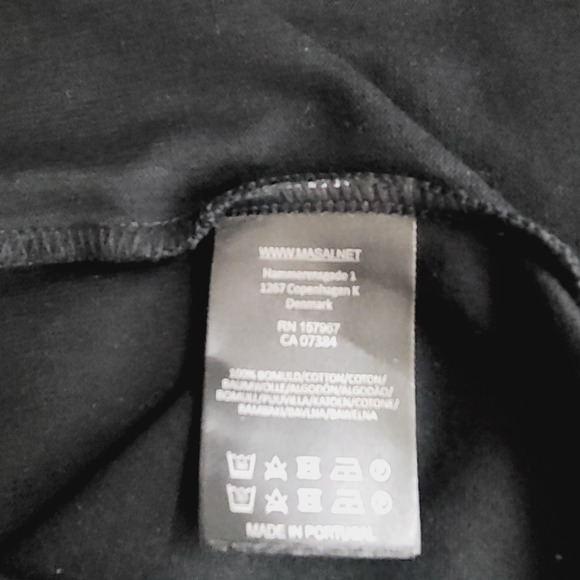 WWW.MASAI.NET
Hammerensgade 1
1267 Copenhagen K
Denmark
RN 157967
CA 07384
100% BOMULD/COTTON/COTON/
BAUMWOLLE/ALGODÓN/ALGODÃO/
BOMULL/PUUVILLA/KATOEN/COTONE/
BAVLNA/BAWEŁNA
MADE IN PORTUGAL